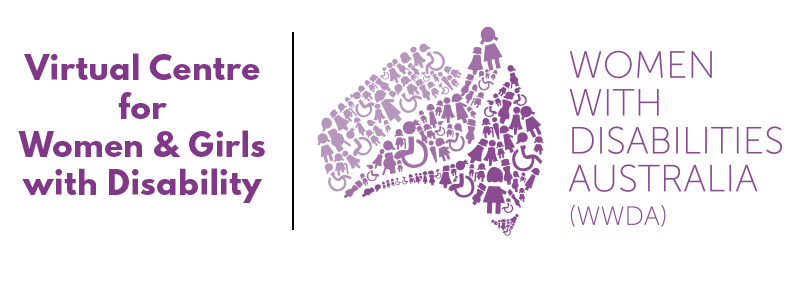 Virtual Centre
for
Women & Girls
with Disability
WOMEN
WITH
DISABILITIES
AUSTRALIA
(WWDA)